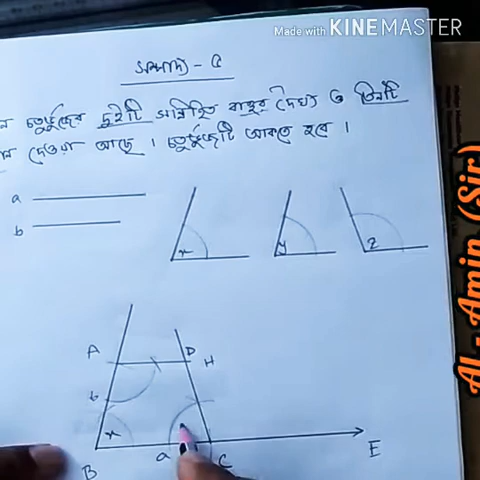 Made with KINEMASTER
সম্পাদ্য - ৫
চতুর্ভুজের দুইটি সন্নিহিত বাহুর দৈর্ঘ্য ও তিনটি
দেওয়া আছে । চতুর্ভুজটি আঁকতে হবে ।
a
b
x y z
A D H
b
x
B a C E
AL-Amin (Sir)